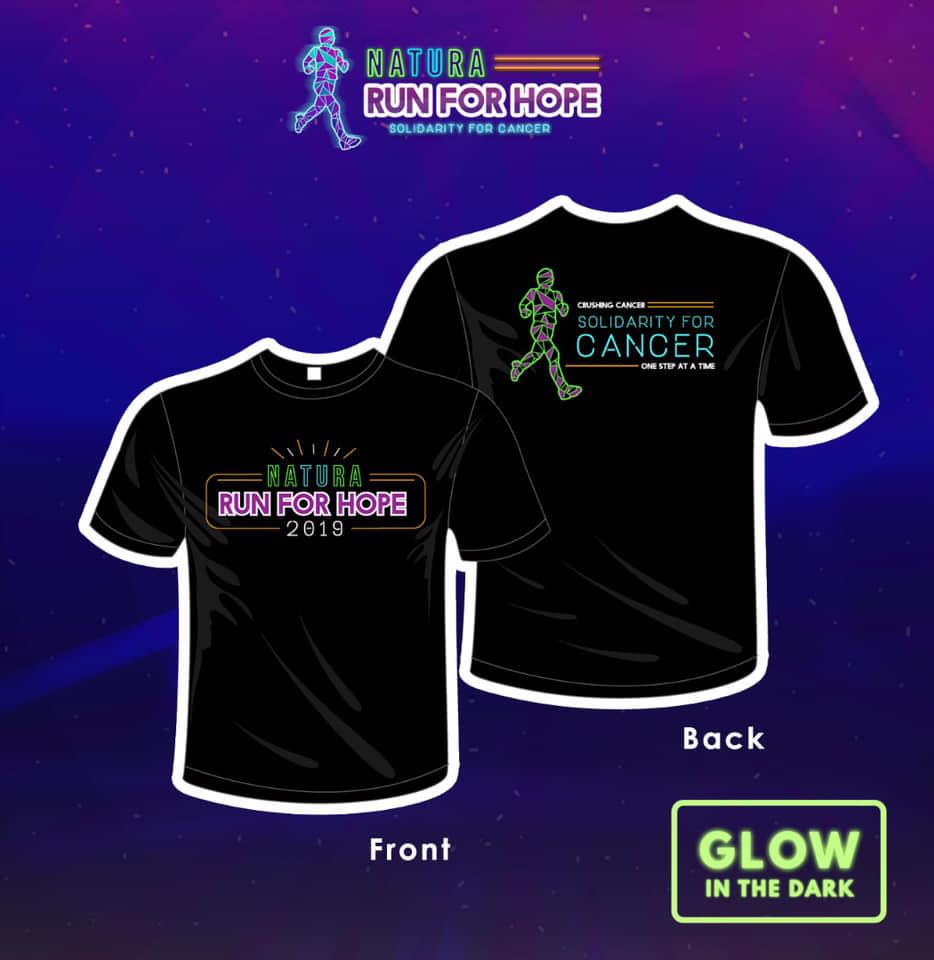 NATURA
RUN FOR HOPE
SOLIDARITY FOR CANCER
CRUSHING CANCER
SOLIDARITY FOR
CANCER
ONE STEP AT A TIME
NATURA
RUN FOR HOPE
2019
Back
Front
GLOW
IN THE DARK